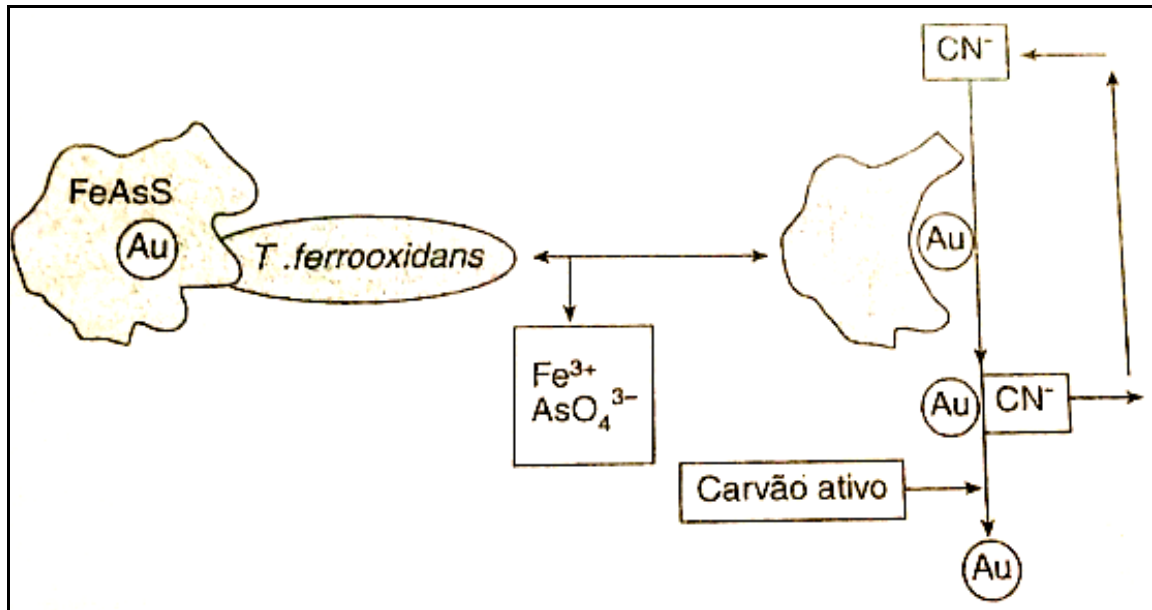 CN⁻
FeAsS
Au
T .ferrooxidans
Au
Fe³⁺
AsO₄³⁻
Au
CN⁻
Carvão ativo
Au